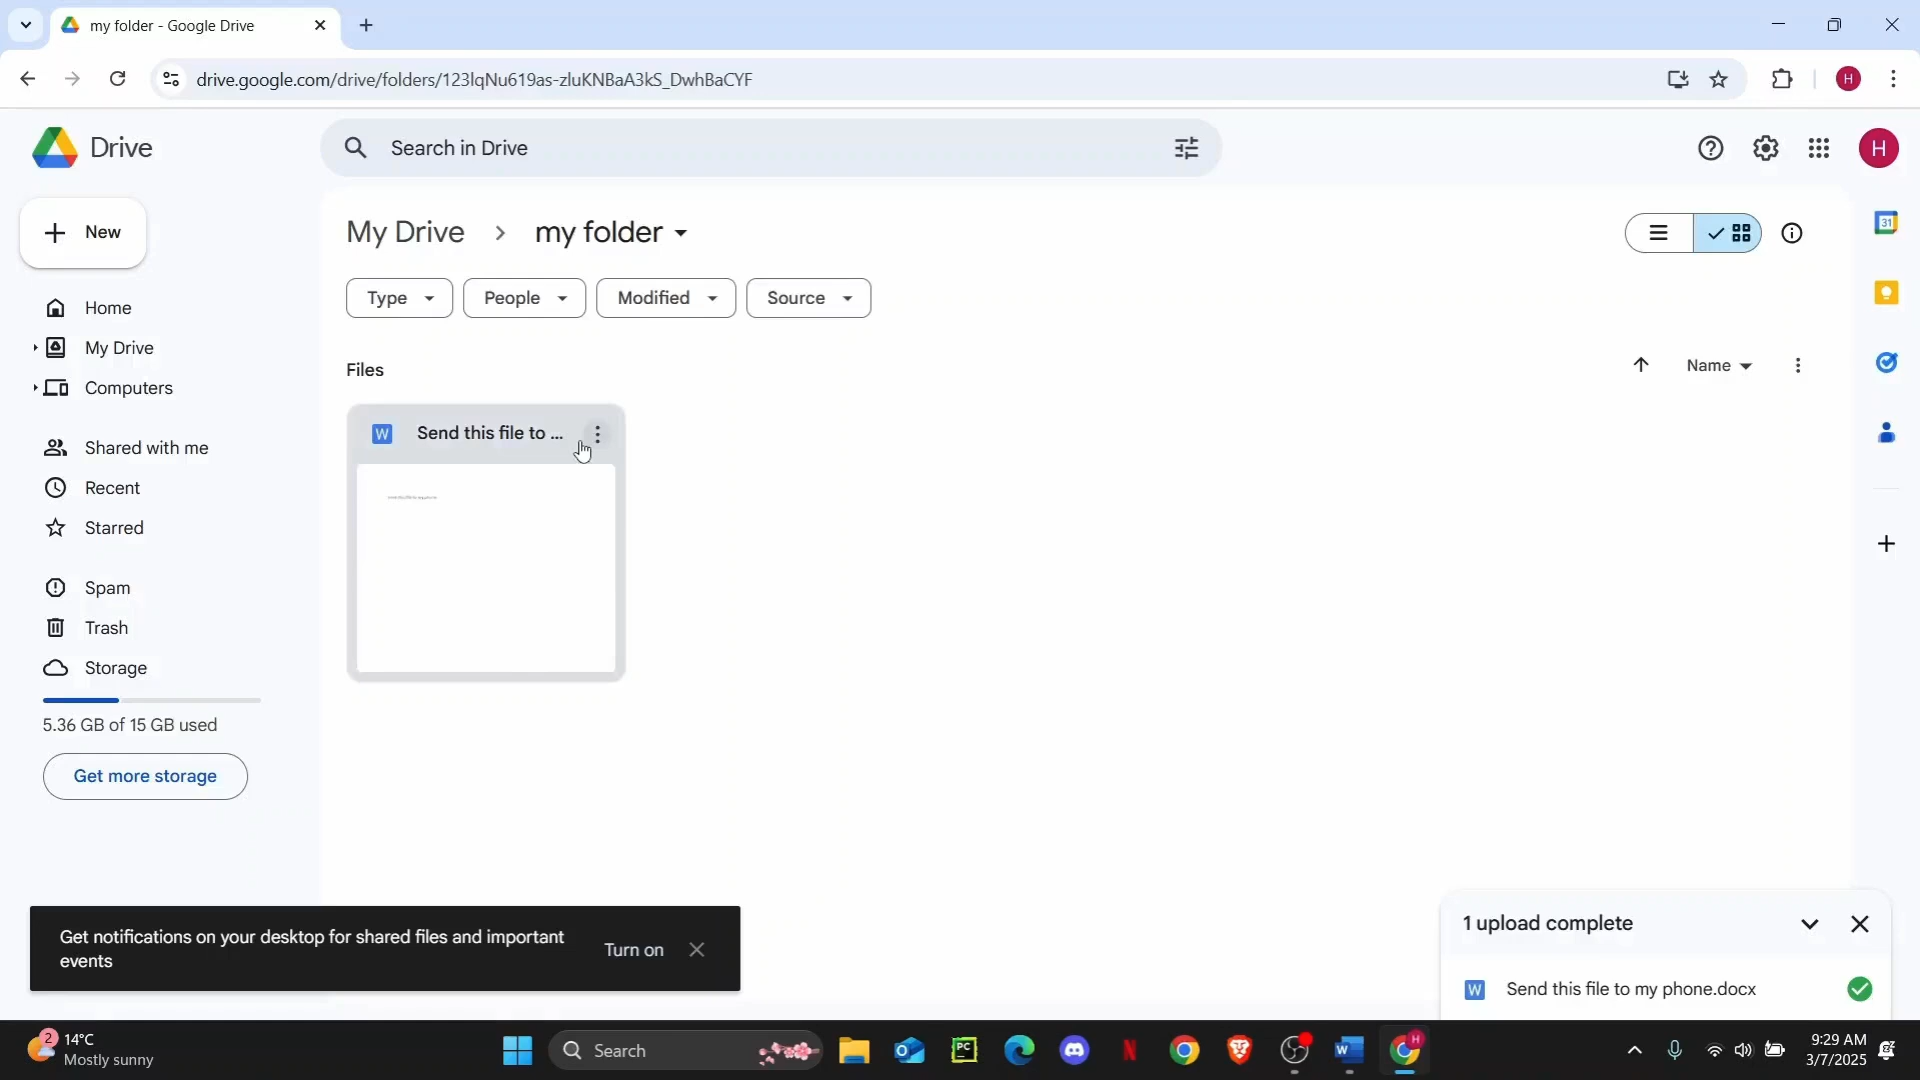 my folder - Google Drive
drive.google.com/drive/folders/123lqNu619as-zluKNBaA3kS_DwhBaCYF
H
Drive
Search in Drive
H
New
My Drive
my folder
31
Type
People
Modified
Source
Home
My Drive
Computers
Files
Name
W
Send this file to ...
Shared with me
Recent
Starred
Spam
Trash
Storage
5.36 GB of 15 GB used
Get more storage
Get notifications on your desktop for shared files and important
events
Turn on
1 upload complete
W
Send this file to my phone.docx
2
14°C
Mostly sunny
Search
PC
N
W
H
9:29 AM
3/7/2025